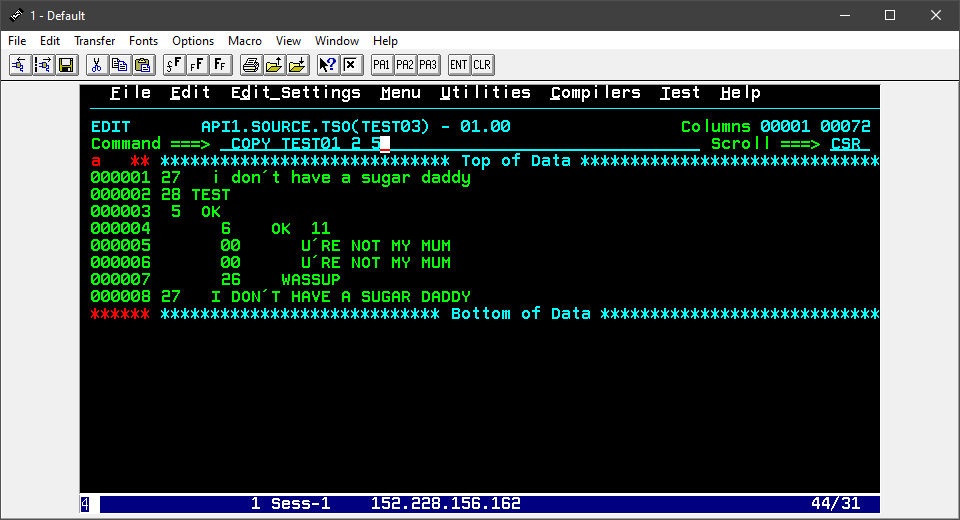 1 - Default
File Edit Transfer Fonts Options Macro View Window Help
PA1 PA2 PA3 ENT CLR
File Edit Edit_Settings Menu Utilities Compilers Test Help
EDIT API1.SOURCE.TSO(TEST03) - 01.00 Columns 00001 00072
Command ===> COPY TEST01 2 5 Scroll ===> CSR
a ** ***************************** Top of Data ******************************
000001 27 i don´t have a sugar daddy
000002 28 TEST
000003 5 OK
000004 6 OK 11
000005 00 U´RE NOT MY MUM
000006 00 U´RE NOT MY MUM
000007 26 WASSUP
000008 27 I DON´T HAVE A SUGAR DADDY
****** **************************** Bottom of Data ****************************
4 1 Sess-1 152.228.156.162 44/31